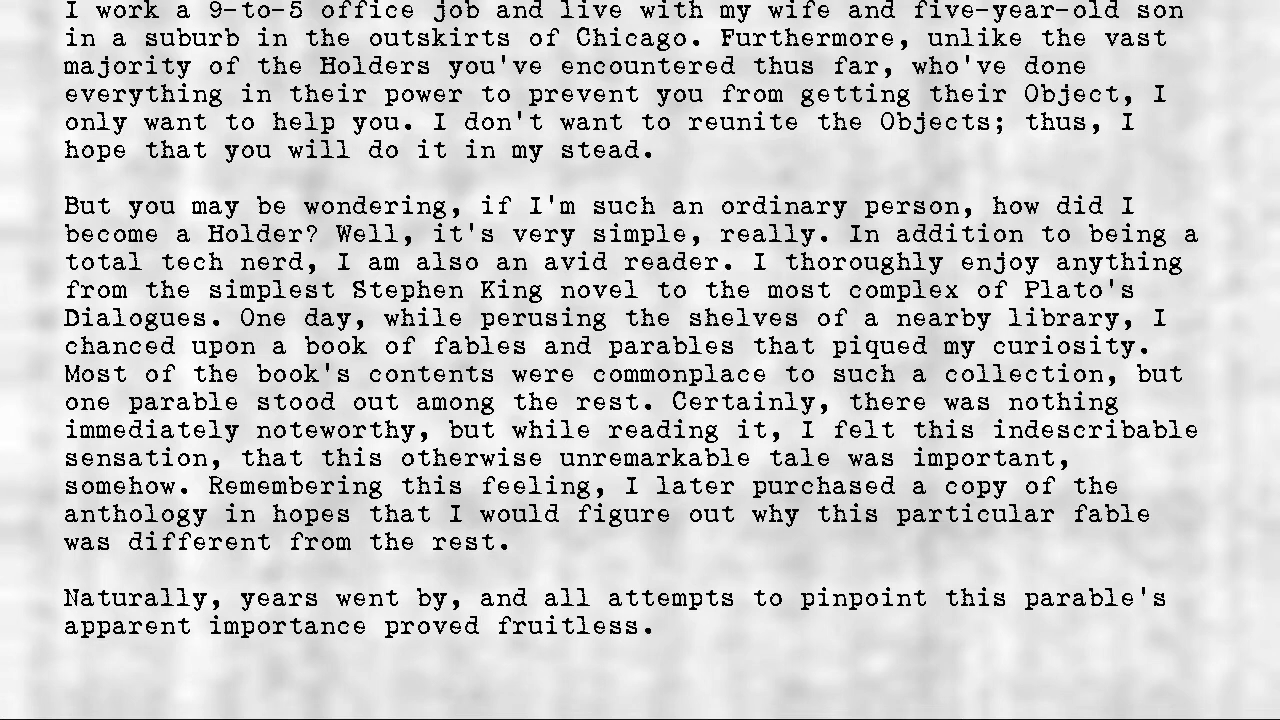 I work a 9-to-5 office job and live with my wife and five-year-old son
in a suburb in the outskirts of Chicago. Furthermore, unlike the vast
majority of the Holders you've encountered thus far, who've done
everything in their power to prevent you from getting their Object, I
only want to help you. I don't want to reunite the Objects; thus, I
hope that you will do it in my stead.
But you may be wondering, if I'm such an ordinary person, how did I
become a Holder? Well, it's very simple, really. In addition to being a
total tech nerd, I am also an avid reader. I thoroughly enjoy anything
from the simplest Stephen King novel to the most complex of Plato's
Dialogues. One day, while perusing the shelves of a nearby library, I
chanced upon a book of fables and parables that piqued my curiosity.
Most of the book's contents were commonplace to such a collection, but
one parable stood out among the rest. Certainly, there was nothing
immediately noteworthy, but while reading it, I felt this indescribable
sensation, that this otherwise unremarkable tale was important,
somehow. Remembering this feeling, I later purchased a copy of the
anthology in hopes that I would figure out why this particular fable
was different from the rest.
Naturally, years went by, and all attempts to pinpoint this parable's
apparent importance proved fruitless.